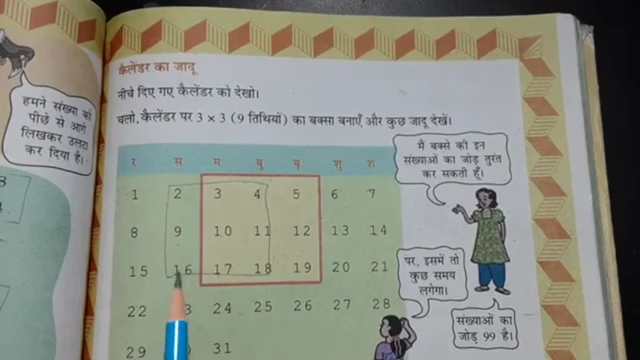 हमने संख्या को
पीछे से आगे
लिखकर उलटा
कर दिया है।
कैलेंडर का जादू
नीचे दिए गए कैलेंडर को देखो।
चलो, कैलेंडर पर 3 × 3 (9 तिथियों) का बक्सा बनाएँ और कुछ जादू देखें।
र स म बु बृ शु श
1 2 3 4 5 6 7
8 9 10 11 12 13 14
15 16 17 18 19 20 21
22 24 25 26 27 28
29 31
मैं बक्से की इन
संख्याओं का जोड़ तुरंत
कर सकती हूँ।
पर, इसमें तो
कुछ समय
लगेगा।
संख्याओं का
जोड़ 99 है।